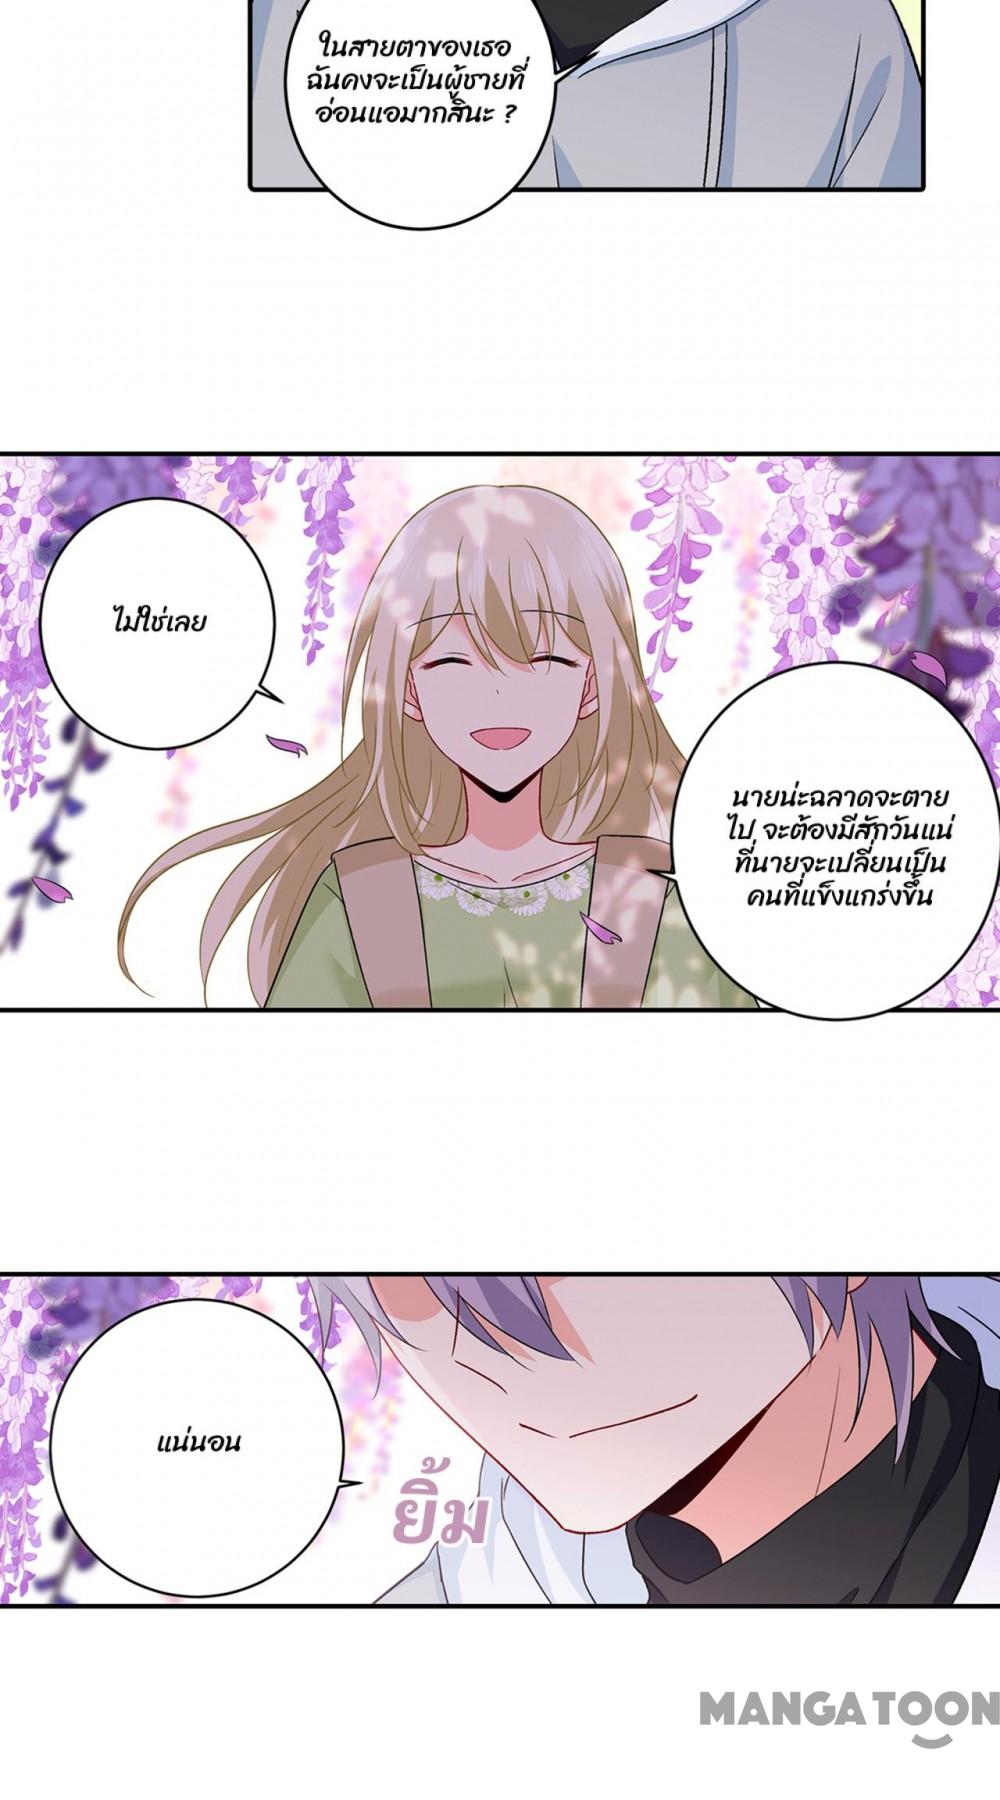 ในสายตาของเธอ
ฉันคงจะเป็นผู้ชายที่
อ่อนแอมากสินะ ?
ไม่ใช่เลย
นายน่ะฉลาดจะตาย
ไป จะต้องมีสักวันแน่
ที่นายจะเปลี่ยนเป็น
คนที่แข็งแกร่งขึ้น
แน่นอน
ยิ้ม
MANGATOON